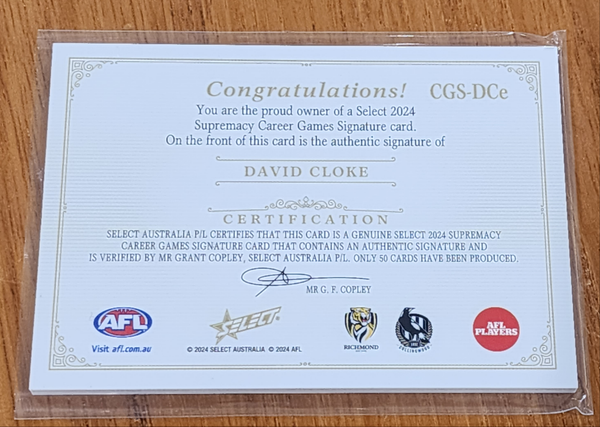 Congratulations! CGS-DCe
You are the proud owner of a Select 2024
Supremacy Career Games Signature card.
On the front of this card is the authentic signature of
DAVID CLOKE
CERTIFICATION
SELECT AUSTRALIA P/L CERTIFIES THAT THIS CARD IS A GENUINE SELECT 2024 SUPREMACY
CAREER GAMES SIGNATURE CARD THAT CONTAINS AN AUTHENTIC SIGNATURE AND
IS VERIFIED BY MR GRANT COPLEY, SELECT AUSTRALIA P/L. ONLY 50 CARDS HAVE BEEN PRODUCED.
MR G. F. COPLEY
AFL
Visit afl.com.au
SELECT
© 2024 SELECT AUSTRALIA © 2024 AFL
RICHMOND
COLLINGWOOD
AFL
PLAYERS